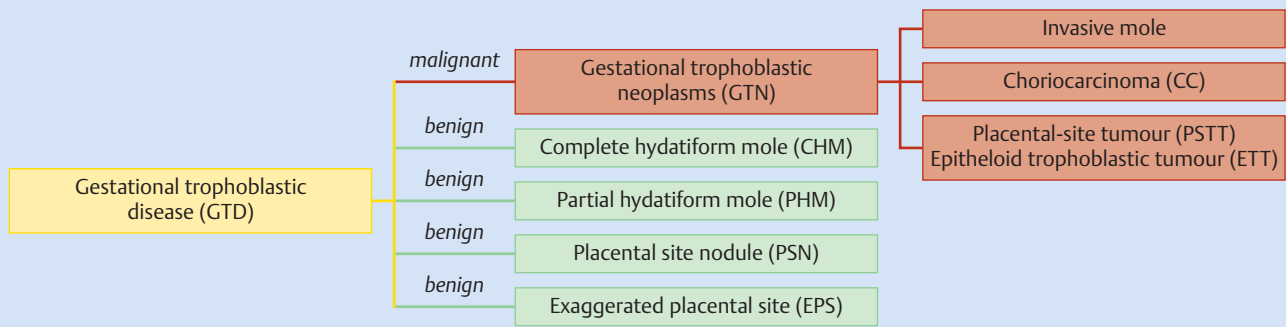 Gestational trophoblastic
disease (GTD)
malignant
Gestational trophoblastic
neoplasms (GTN)
Invasive mole
Choriocarcinoma (CC)
Placental-site tumour (PSTT)
Epitheloid trophoblastic tumour (ETT)
benign
Complete hydatiform mole (CHM)
benign
Partial hydatiform mole (PHM)
benign
Placental site nodule (PSN)
benign
Exaggerated placental site (EPS)